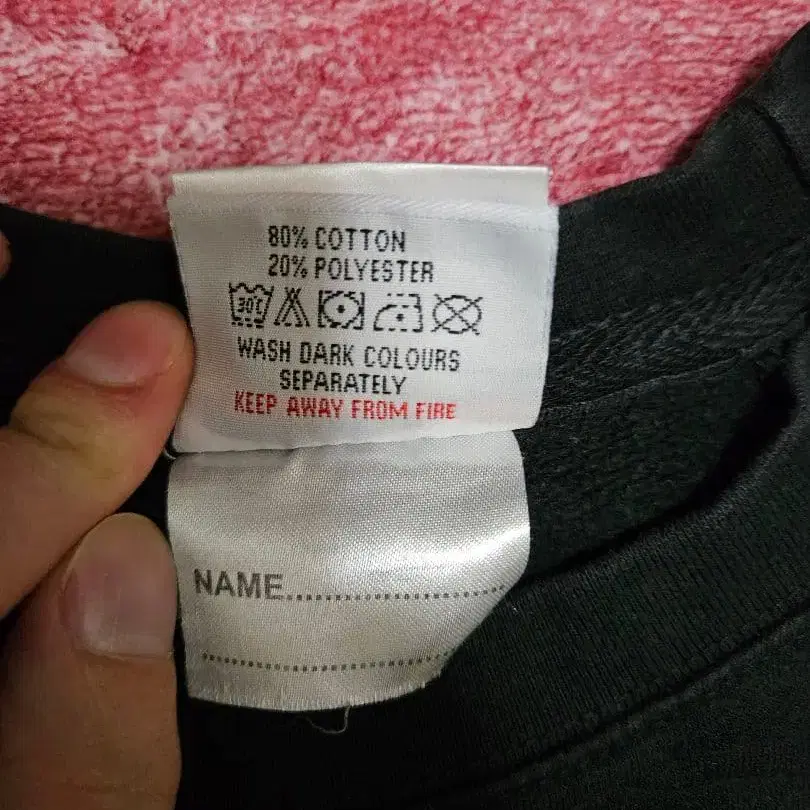 80% COTTON
20% POLYESTER
30℃
WASH DARK COLOURS
SEPARATELY
KEEP AWAY FROM FIRE
NAME..............................
..............................